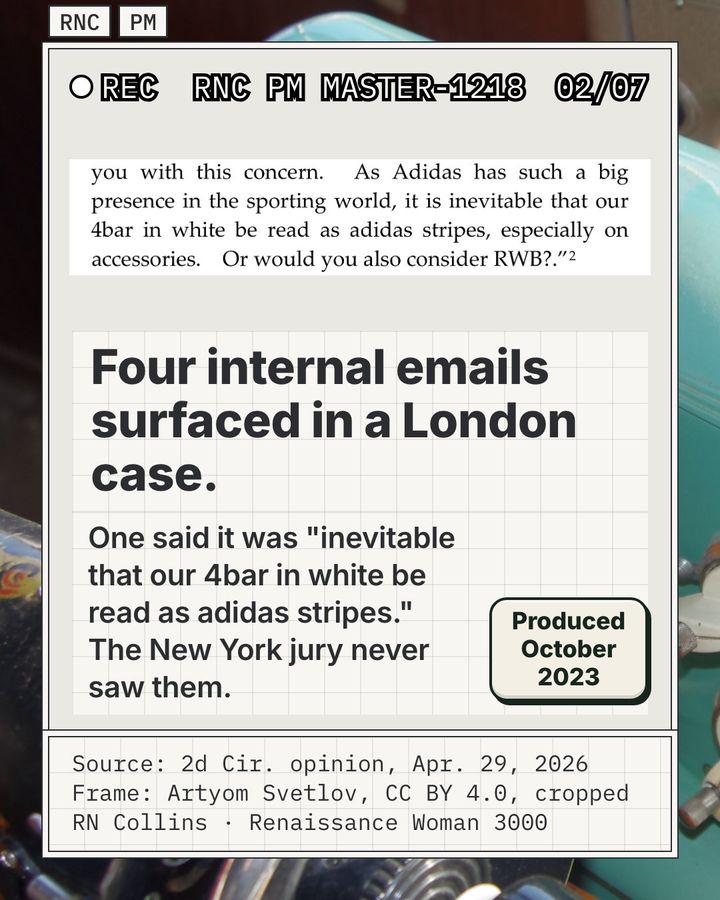 RNC PM
REC RNC PM MASTER-1218 02/07
you with this concern. As Adidas has such a big
presence in the sporting world, it is inevitable that our
4bar in white be read as adidas stripes, especially on
accessories. Or would you also consider RWB?.”²
Four internal emails
surfaced in a London
case.
One said it was "inevitable
that our 4bar in white be
read as adidas stripes."
The New York jury never
saw them.
Produced
October
2023
Source: 2d Cir. opinion, Apr. 29, 2026
Frame: Artyom Svetlov, CC BY 4.0, cropped
RN Collins · Renaissance Woman 3000